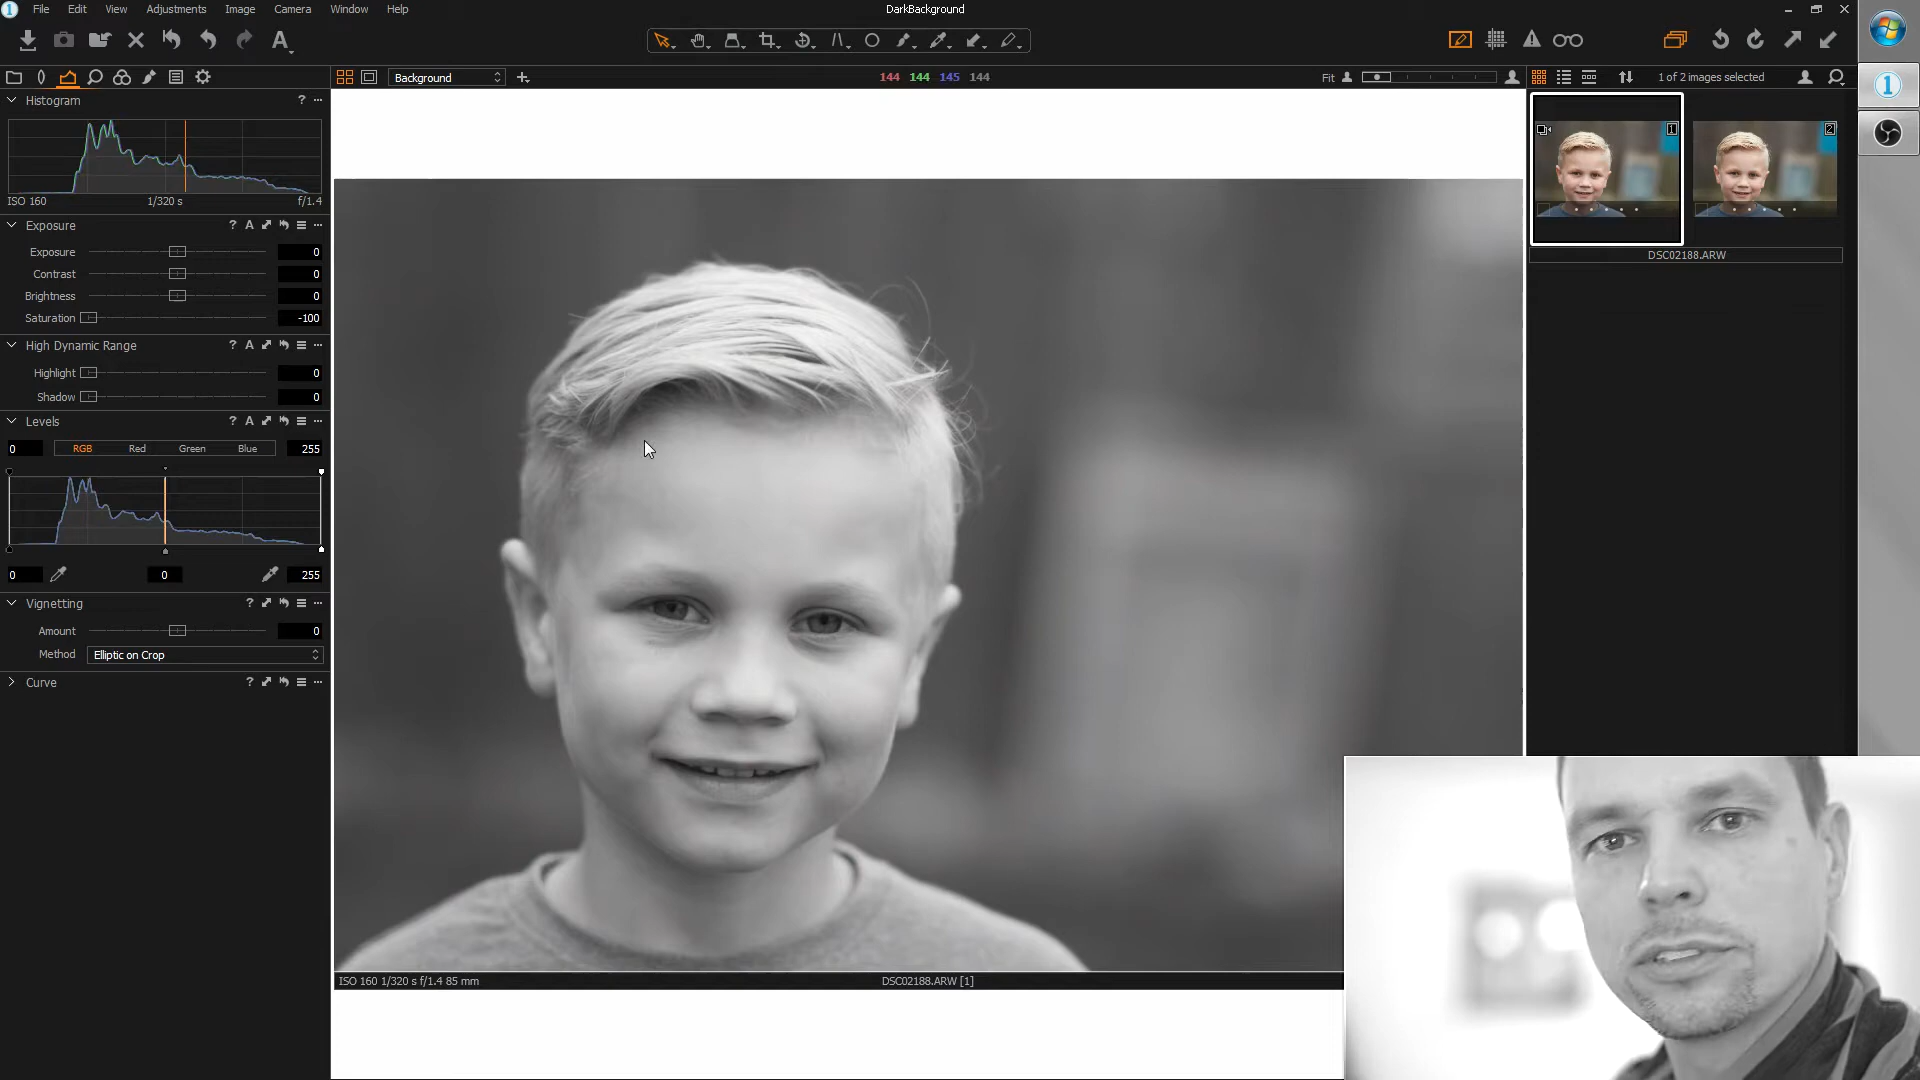 File Edit View Adjustments Image Camera Window Help
DarkBackground
Background
144 144 145 144
Fit
1 of 2 images selected
Histogram
ISO 160 1/320 s f/1.4
Exposure
Exposure 0
Contrast 0
Brightness 0
Saturation -100
High Dynamic Range
Highlight 0
Shadow 0
Levels
0 RGB Red Green Blue 255
0 0 255
Vignetting
Amount 0
Method Elliptic on Crop
Curve
1
2
DSC02188.ARW
ISO 160 1/320 s f/1.4 85 mm
DSC02188.ARW [1]